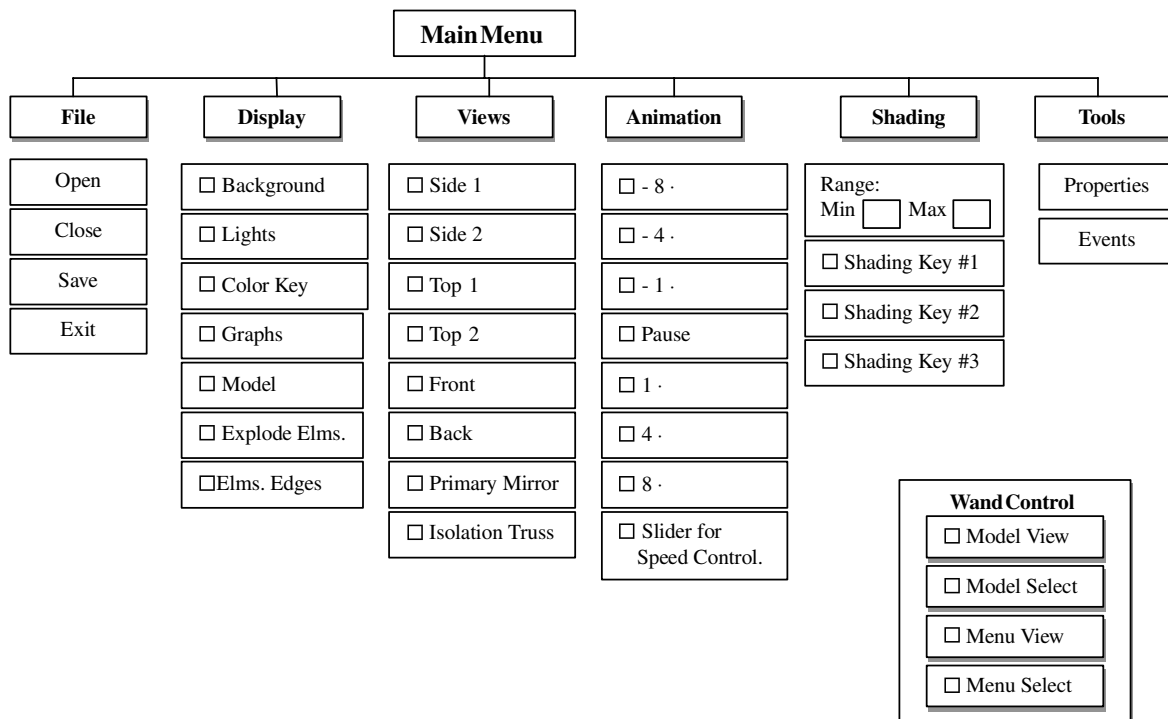 Main Menu
File
Display
Views
Animation
Shading
Tools
Open
Close
Save
Exit
Background
Lights
Color Key
Graphs
Model
Explode Elms.
Elms. Edges
Side 1
Side 2
Top 1
Top 2
Front
Back
Primary Mirror
Isolation Truss
- 8 ·
- 4 ·
- 1 ·
Pause
1 ·
4 ·
8 ·
Slider for
Speed Control.
Range:
Min Max
Shading Key #1
Shading Key #2
Shading Key #3
Properties
Events
Wand Control
Model View
Model Select
Menu View
Menu Select